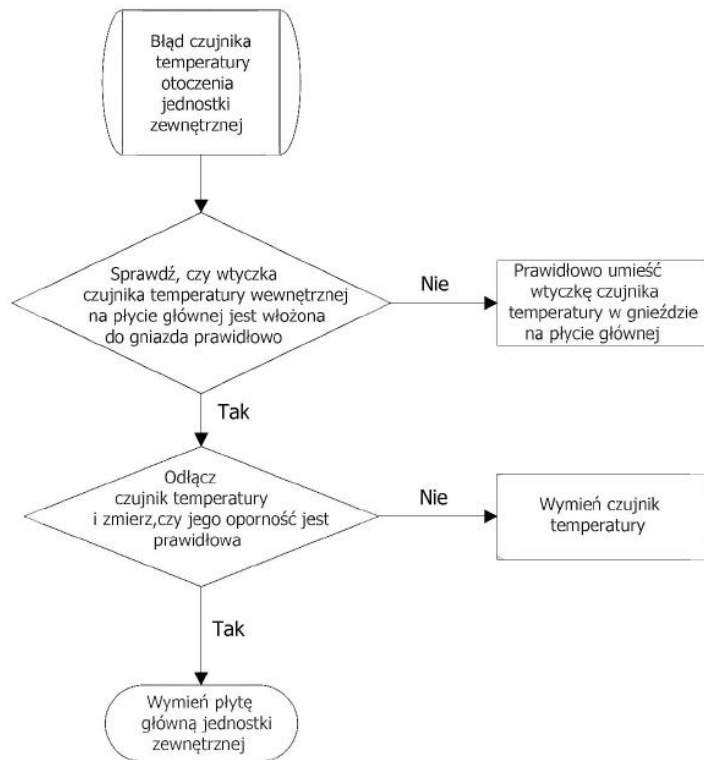 Błąd czujnika
temperatury
otoczenia
jednostki
zewnętrznej
Sprawdź, czy wtyczka
czujnika temperatury wewnętrznej
na płycie głównej jest włożona
do gniazda prawidłowo
Nie
Prawidłowo umieść
wtyczkę czujnika
temperatury w gnieździe
na płycie głównej
Tak
Odłącz
czujnik temperatury
i zmierz,czy jego oporność jest
prawidłowa
Nie
Wymień czujnik
temperatury
Tak
Wymień płytę
główną jednostki
zewnętrznej